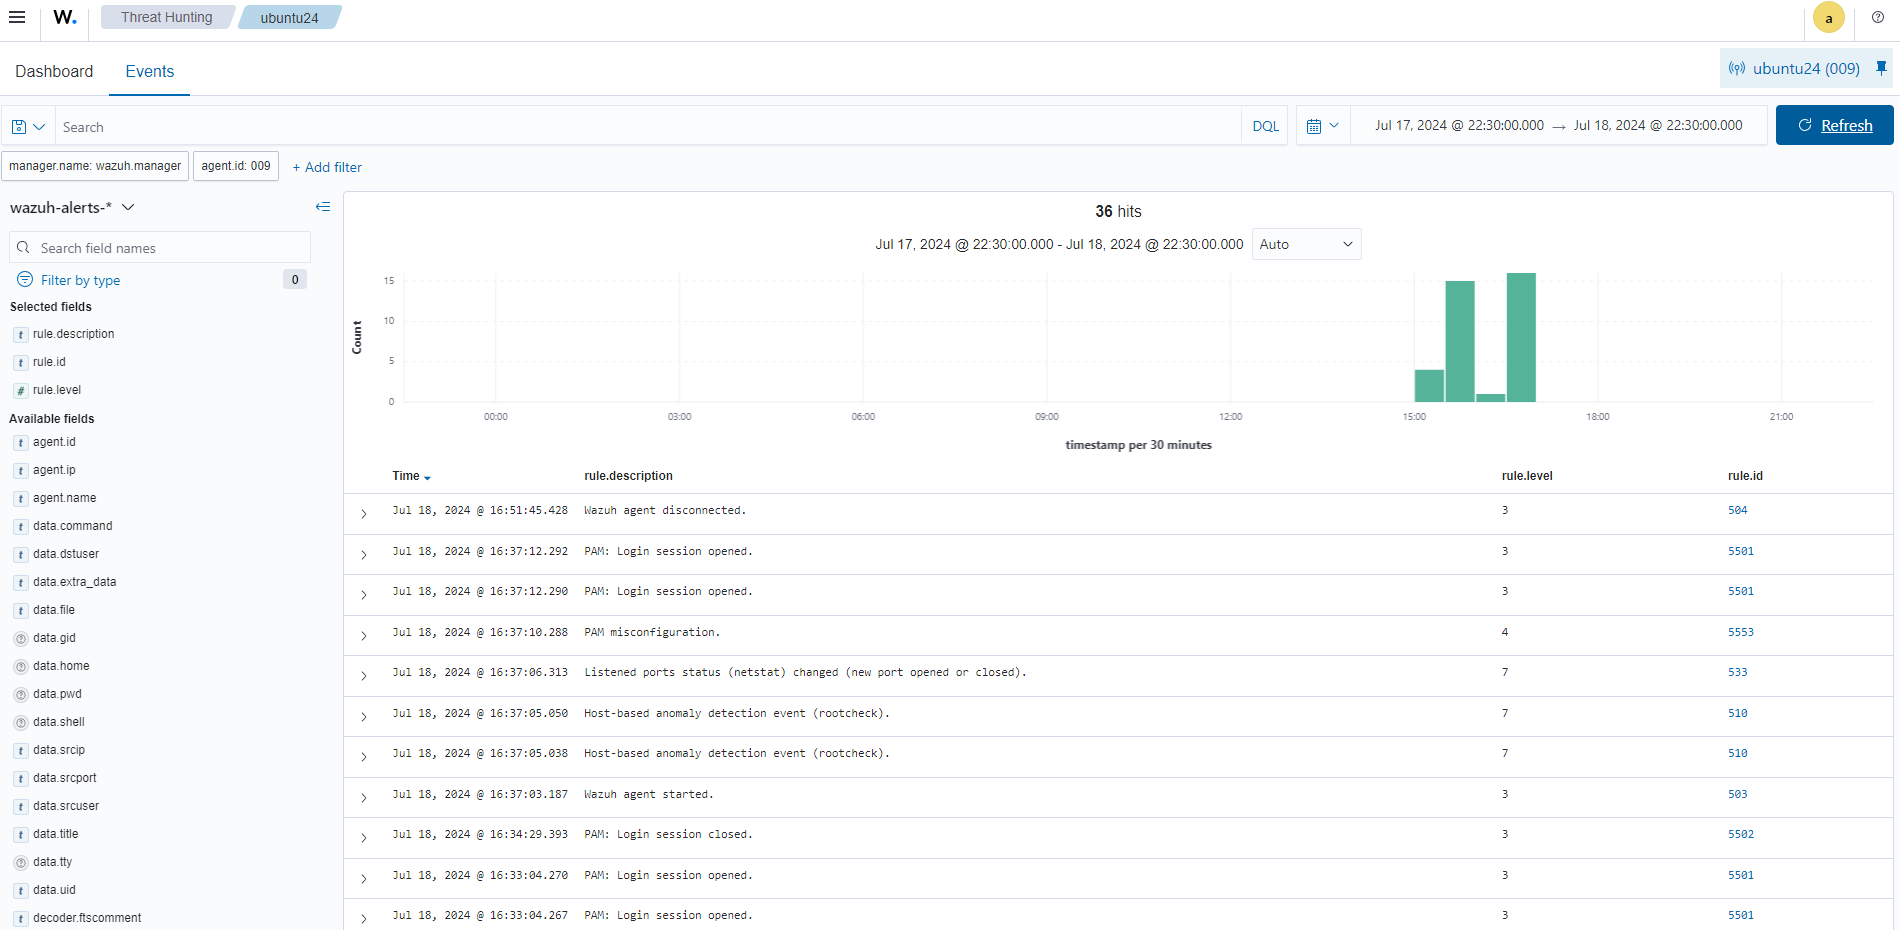 W. Threat Hunting ubuntu24 a
Dashboard Events ubuntu24 (009)
Search DQL Jul 17, 2024 @ 22:30:00.000 → Jul 18, 2024 @ 22:30:00.000 Refresh
manager.name: wazuh.manager agent.id: 009 + Add filter
wazuh-alerts-*
Search field names
Filter by type 0
Selected fields
t rule.description
t rule.id
# rule.level
Available fields
t agent.id
t agent.ip
t agent.name
t data.command
t data.dstuser
t data.extra_data
t data.file
? data.gid
? data.home
? data.pwd
? data.shell
t data.srcip
t data.srcport
t data.srcuser
t data.title
? data.tty
t data.uid
t decoder.ftscomment
36 hits
Jul 17, 2024 @ 22:30:00.000 - Jul 18, 2024 @ 22:30:00.000 Auto
Count
15
10
5
0
00:00 03:00 06:00 09:00 12:00 15:00 18:00 21:00
timestamp per 30 minutes
Time rule.description rule.level rule.id
Jul 18, 2024 @ 16:51:45.428 Wazuh agent disconnected. 3 504
Jul 18, 2024 @ 16:37:12.292 PAM: Login session opened. 3 5501
Jul 18, 2024 @ 16:37:12.290 PAM: Login session opened. 3 5501
Jul 18, 2024 @ 16:37:10.288 PAM misconfiguration. 4 5553
Jul 18, 2024 @ 16:37:06.313 Listened ports status (netstat) changed (new port opened or closed). 7 533
Jul 18, 2024 @ 16:37:05.050 Host-based anomaly detection event (rootcheck). 7 510
Jul 18, 2024 @ 16:37:05.038 Host-based anomaly detection event (rootcheck). 7 510
Jul 18, 2024 @ 16:37:03.187 Wazuh agent started. 3 503
Jul 18, 2024 @ 16:34:29.393 PAM: Login session closed. 3 5502
Jul 18, 2024 @ 16:33:04.270 PAM: Login session opened. 3 5501
Jul 18, 2024 @ 16:33:04.267 PAM: Login session opened. 3 5501